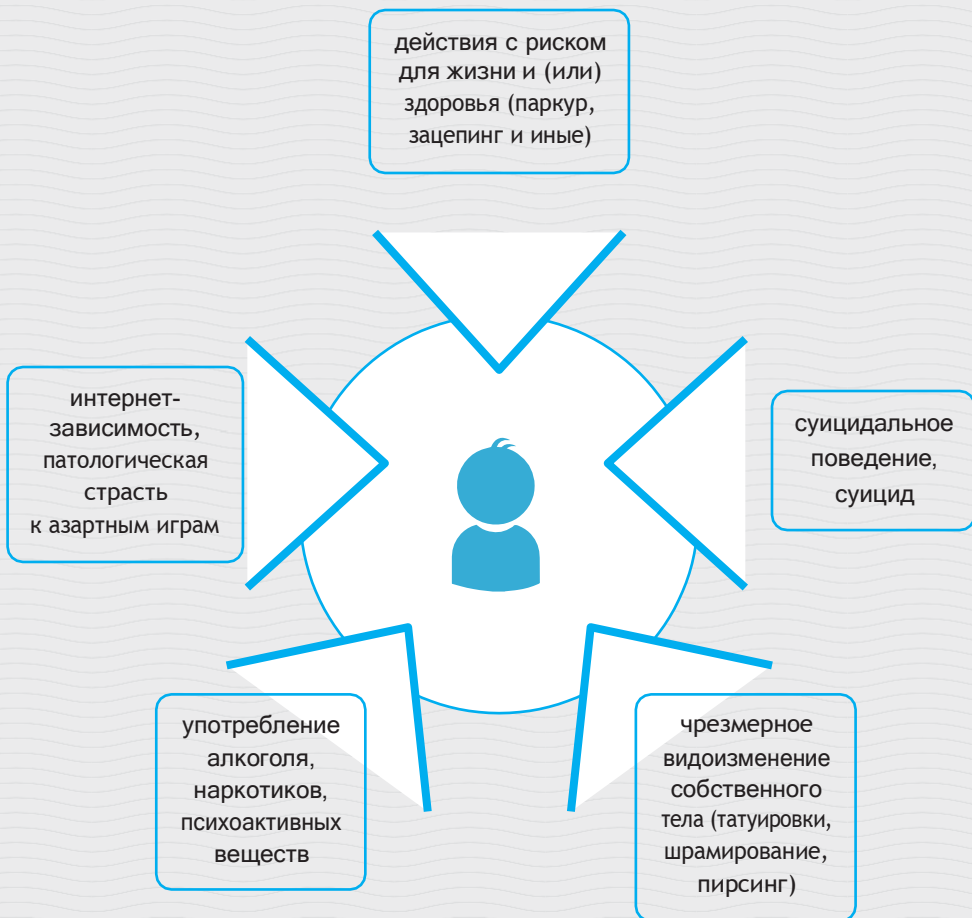 действия с риском
для жизни и (или)
здоровья (паркур,
зацепинг и иные)
интернет-
зависимость,
патологическая
страсть
к азартным играм
суицидальное
поведение,
суицид
употребление
алкоголя,
наркотиков,
психоактивных
веществ
чрезмерное
видоизменение
собственного
тела (татуировки,
шрамирование,
пирсинг)